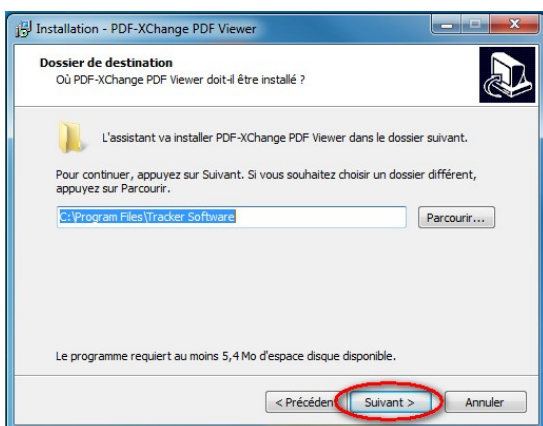 Installation - PDF-XChange PDF Viewer
Dossier de destination
Où PDF-XChange PDF Viewer doit-il être installé ?
L'assistant va installer PDF-XChange PDF Viewer dans le dossier suivant.
Pour continuer, appuyez sur Suivant. Si vous souhaitez choisir un dossier différent,
appuyez sur Parcourir.
C:\Program Files\Tracker Software
Parcourir...
Le programme requiert au moins 5,4 Mo d'espace disque disponible.
< Précéden Suivant > Annuler